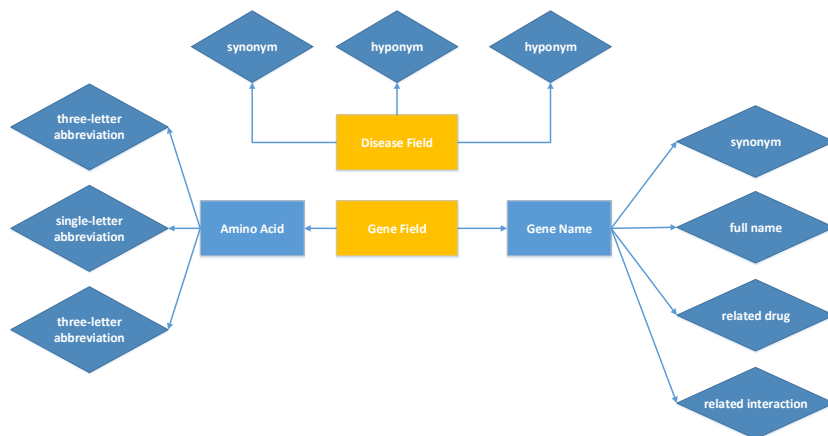 synonym
hyponym
hyponym
three-letter
abbreviation
Disease Field
synonym
single-letter
abbreviation
Amino Acid
Gene Field
Gene Name
full name
three-letter
abbreviation
related drug
related interaction